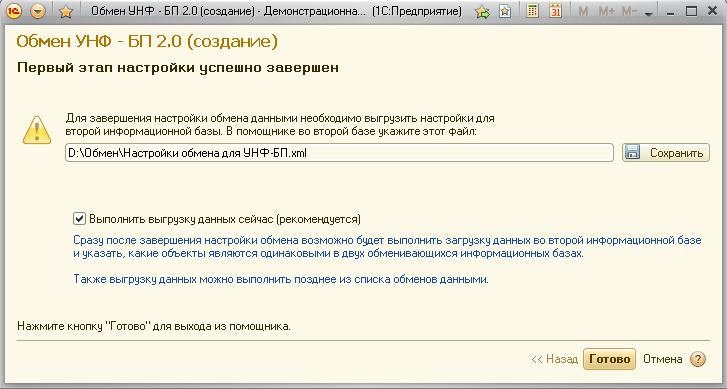 Обмен УНФ - БП 2.0 (создание) - Демонстрационна... (1С:Предприятие)
M M+ M-
Обмен УНФ - БП 2.0 (создание)
Первый этап настройки успешно завершен
Для завершения настройки обмена данными необходимо выгрузить настройки для
второй информационной базы. В помощнике во второй базе укажите этот файл:
D:\Обмен\Настройки обмена для УНФ-БП.xml
Сохранить
Выполнить выгрузку данных сейчас (рекомендуется)
Сразу после завершения настройки обмена возможно будет выполнить загрузку данных во второй информационной базе
и указать, какие объекты являются одинаковыми в двух обменивающихся информационных базах.
Также выгрузку данных можно выполнить позднее из списка обменов данными.
Нажмите кнопку "Готово" для выхода из помощника.
<< Назад Готово Отмена ?